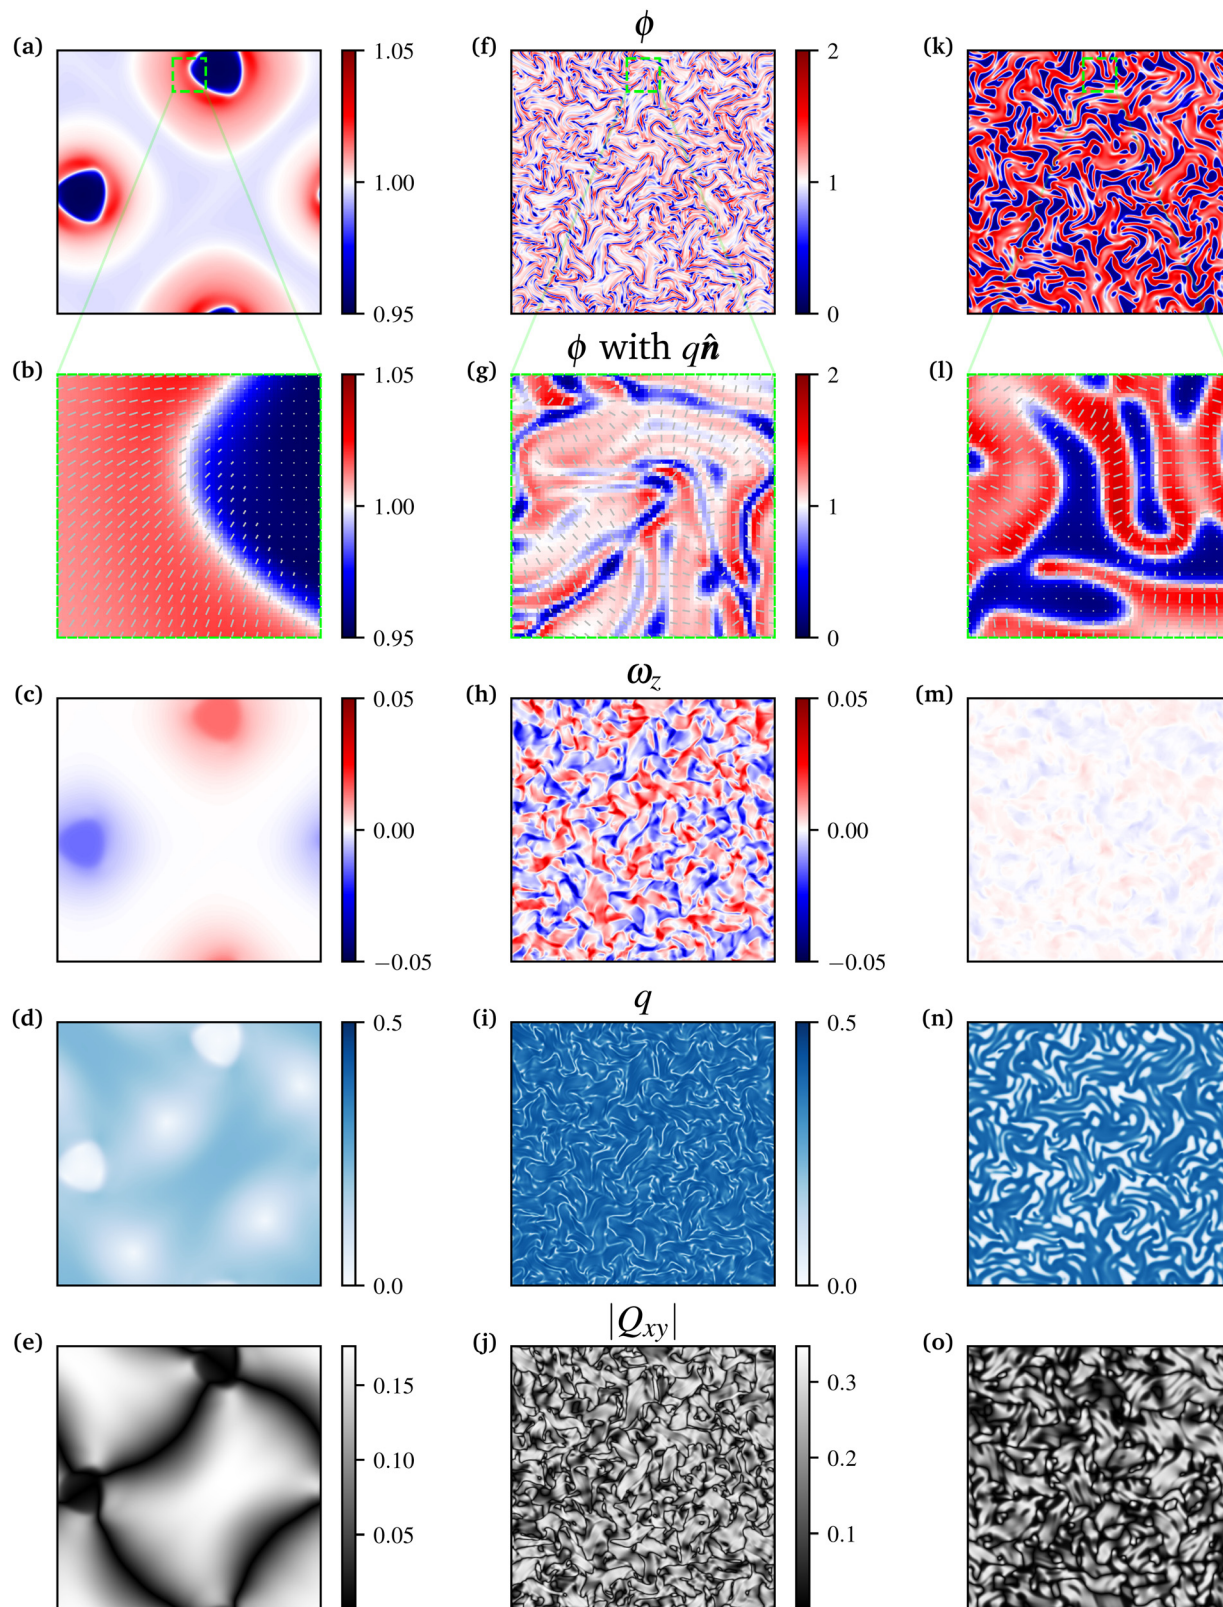 ϕ
(a) (f) (k)
1.05 2
1.00 1
0.95 0
ϕ with qn̂
(b) (g) (l)
1.05 2
1.00 1
0.95 0
ω_z
(c) (h) (m)
0.05 0.05
0.00 0.00
−0.05 −0.05
q
(d) (i) (n)
0.5 0.5
0.0 0.0
|Q_xy|
(e) (j) (o)
0.15 0.3
0.10 0.2
0.05 0.1